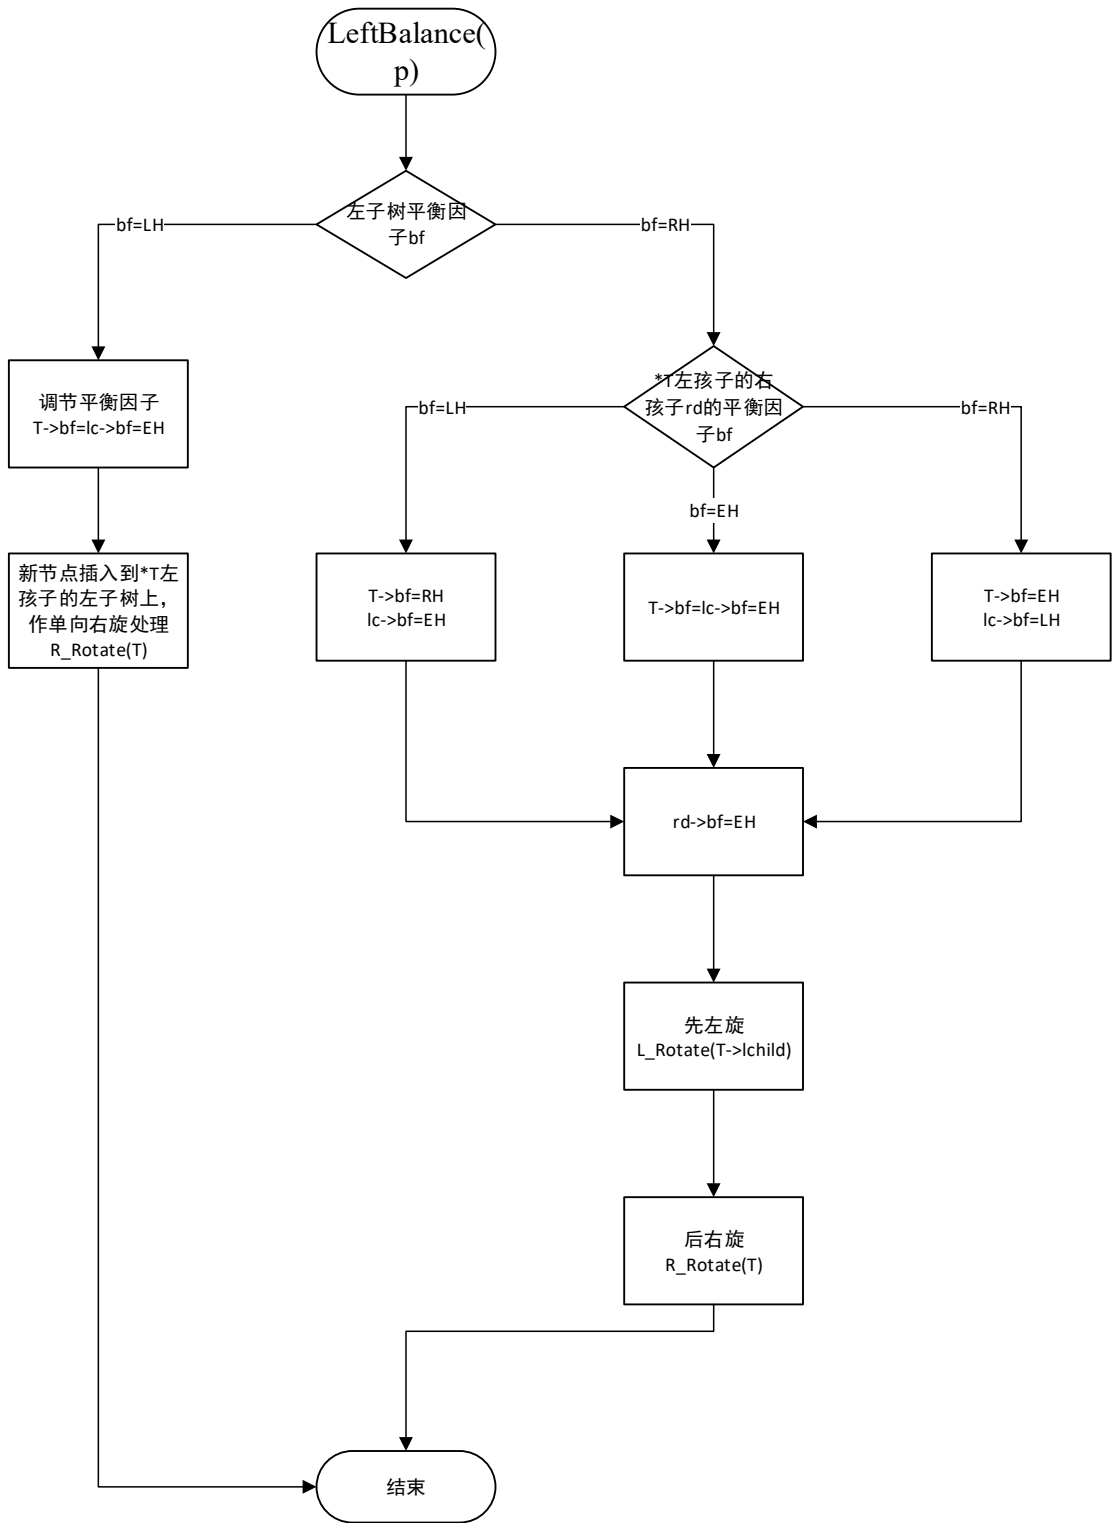 LeftBalance(
p)
左子树平衡因
子bf
bf=LH
bf=RH
调节平衡因子
T->bf=lc->bf=EH
*T左孩子的右
孩子rd的平衡因
子bf
bf=LH
bf=RH
bf=EH
新节点插入到*T左
孩子的左子树上，
作单向右旋处理
R_Rotate(T)
T->bf=RH
lc->bf=EH
T->bf=lc->bf=EH
T->bf=EH
lc->bf=LH
rd->bf=EH
先左旋
L_Rotate(T->lchild)
后右旋
R_Rotate(T)
结束